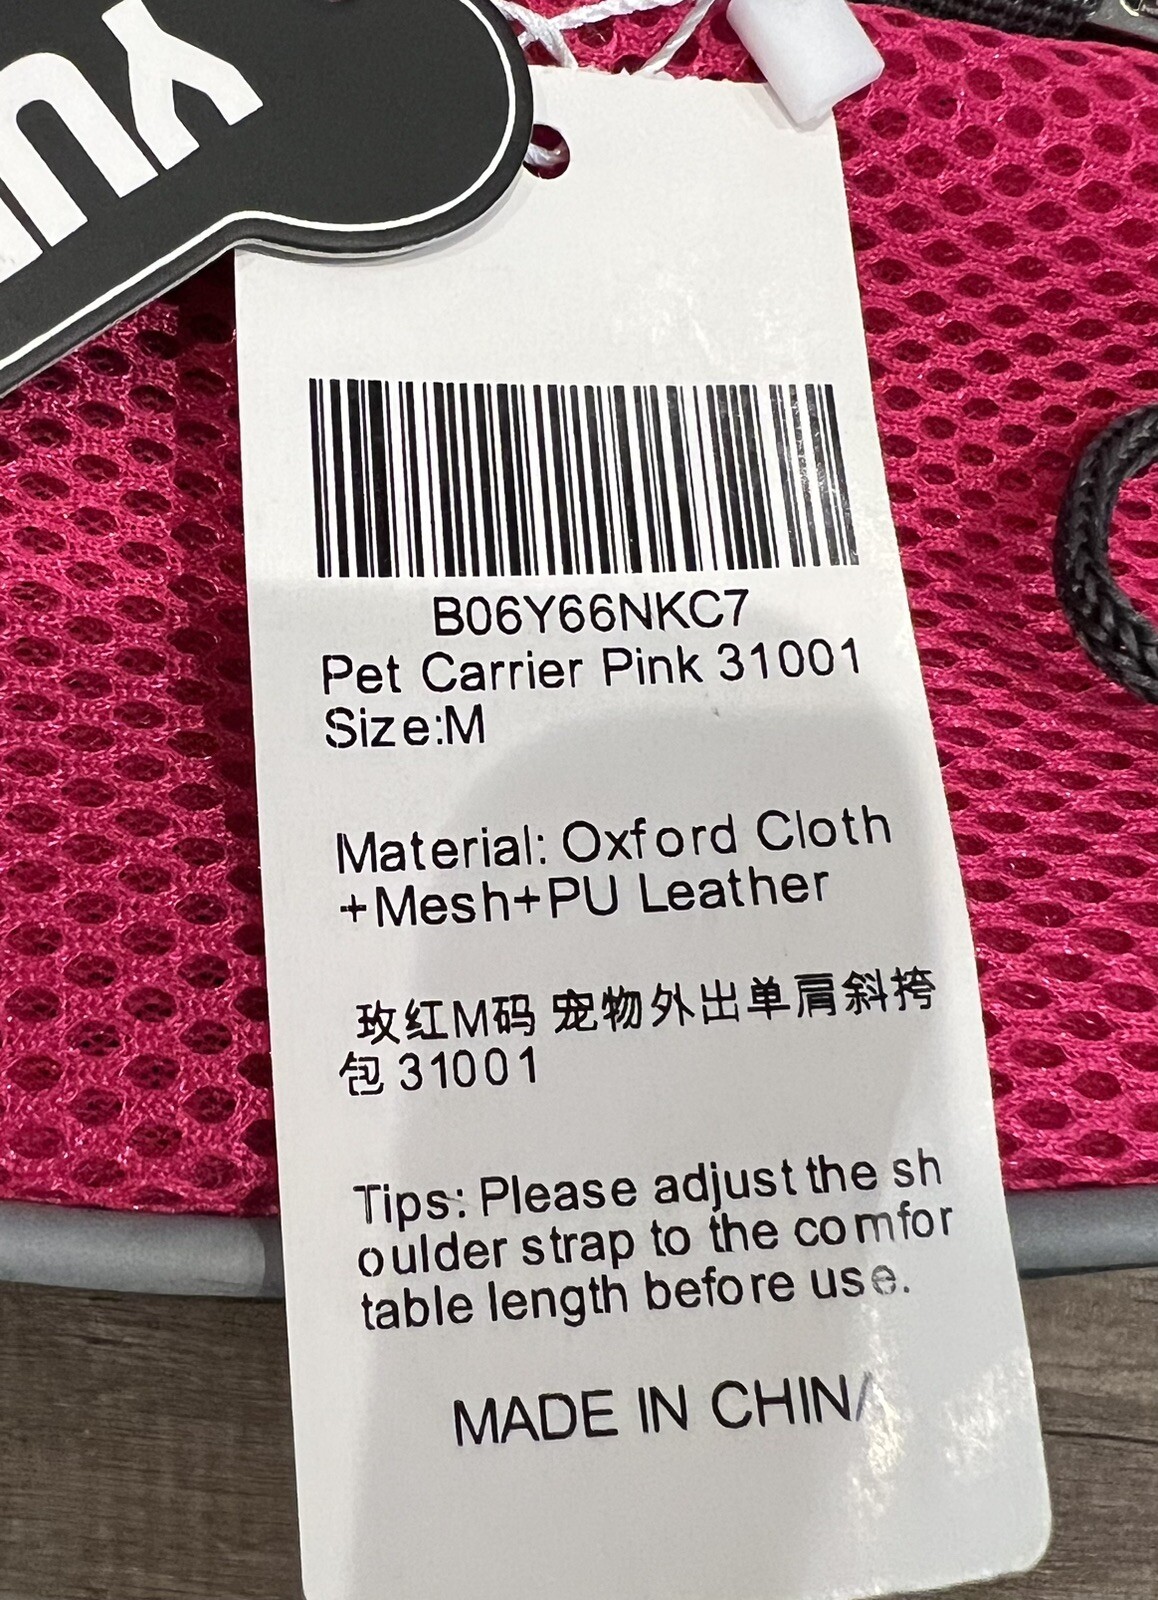 YU
B06Y66NKC7
Pet Carrier Pink 31001
Size:M
Material: Oxford Cloth
+Mesh+PU Leather
玫红M码 宠物外出单肩斜挎
包 31001
Tips: Please adjust the sh
oulder strap to the comfor
table length before use.
MADE IN CHINA